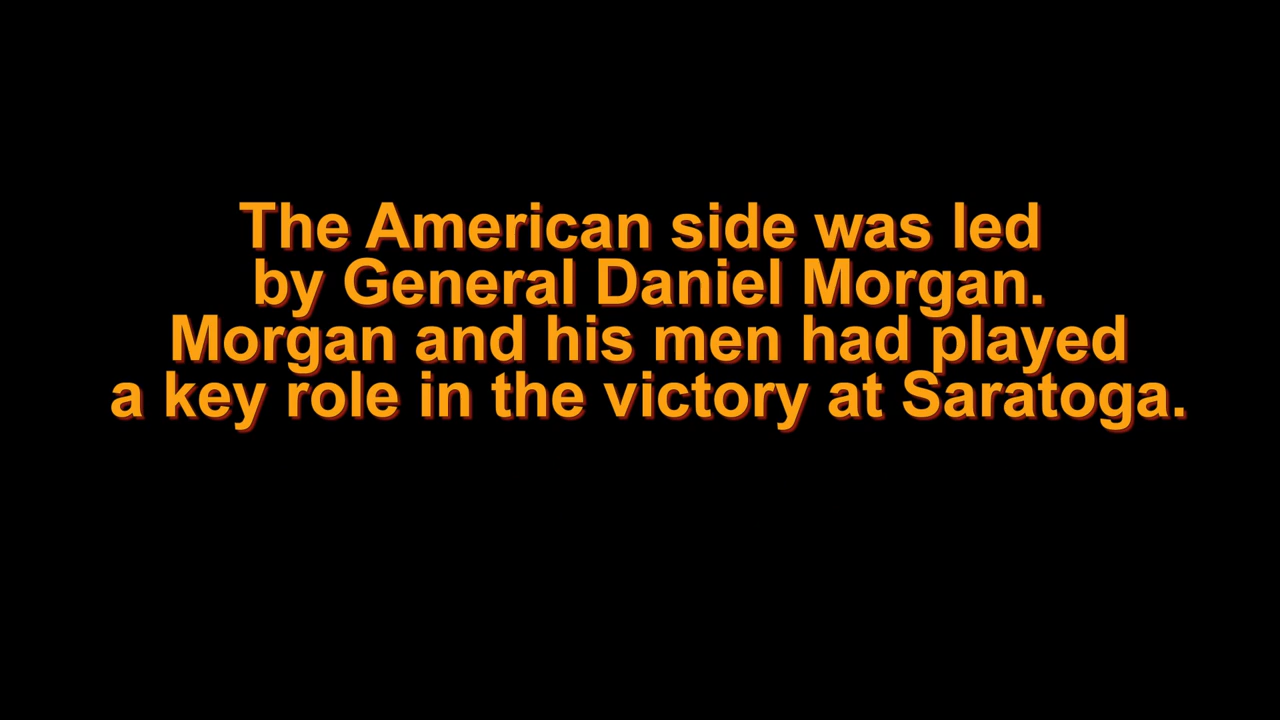 The American side was led
by General Daniel Morgan.
Morgan and his men had played
a key role in the victory at Saratoga.